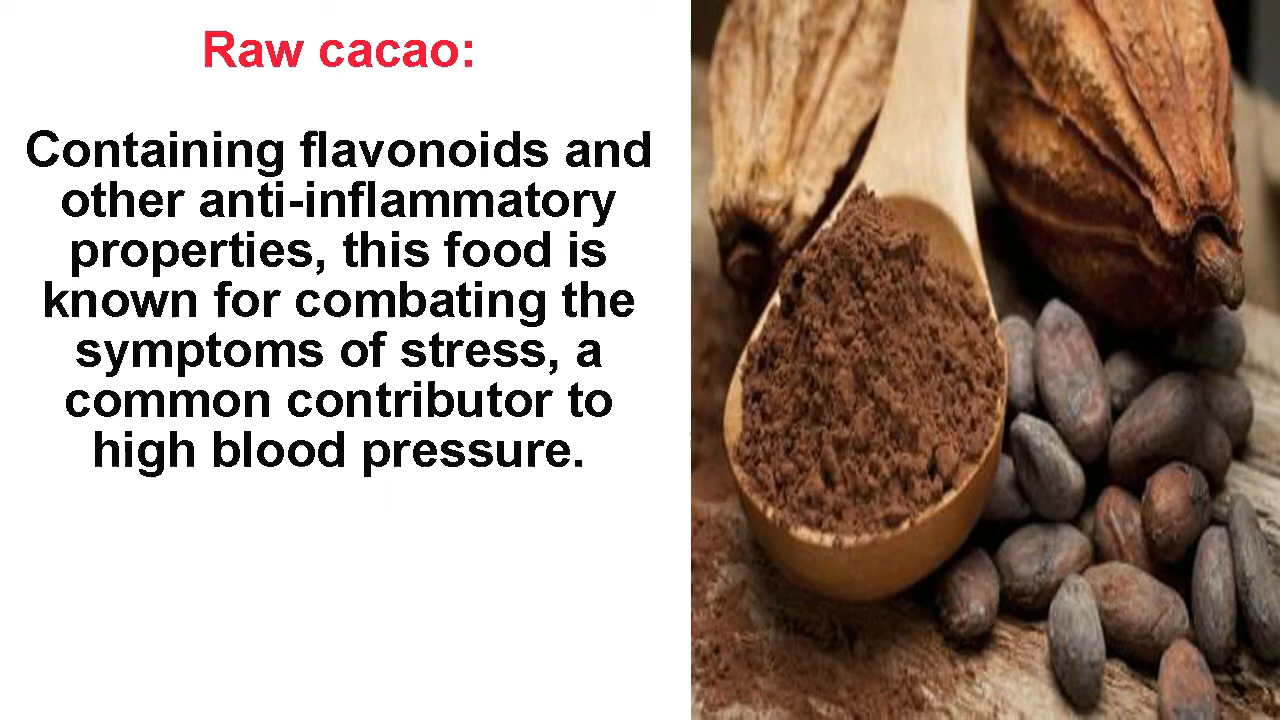 Raw cacao:
Containing flavonoids and
other anti-inflammatory
properties, this food is
known for combating the
symptoms of stress, a
common contributor to
high blood pressure.